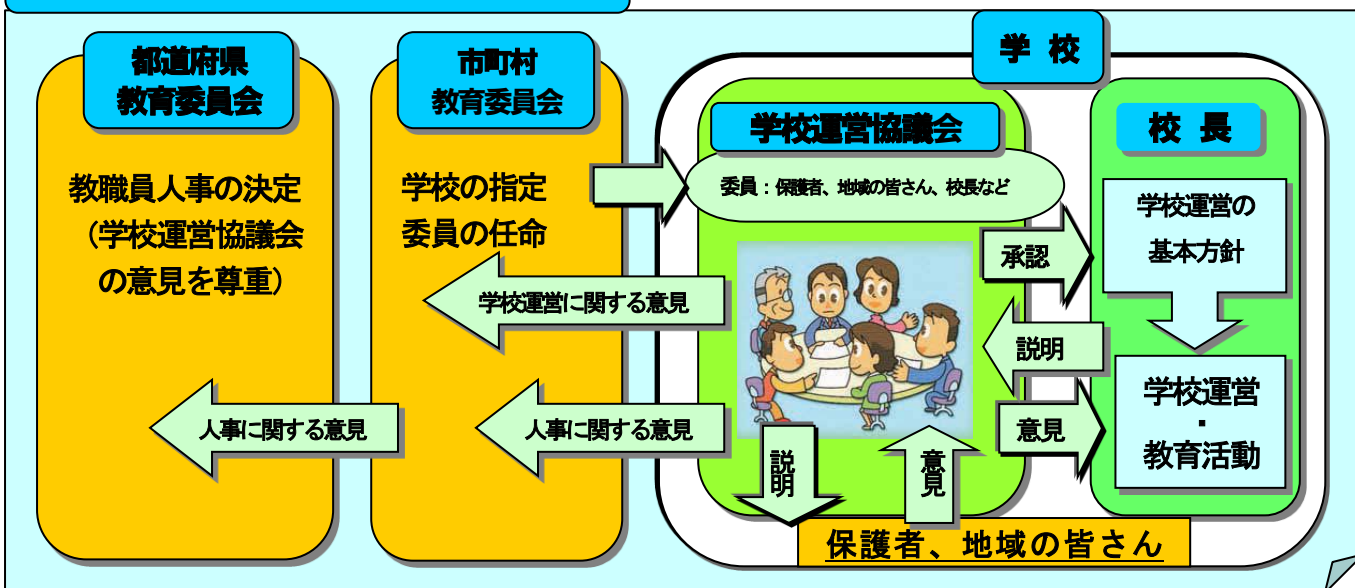 都道府県
教育委員会
教職員人事の決定
（学校運営協議会
の意見を尊重）
市町村
教育委員会
学校の指定
委員の任命
学校
学校運営協議会
委員：保護者、地域の皆さん、校長など
校長
学校運営の
基本方針
承認
学校運営に関する意見
説明
学校運営
・
教育活動
人事に関する意見
人事に関する意見
意見
説明
意見
保護者、地域の皆さん